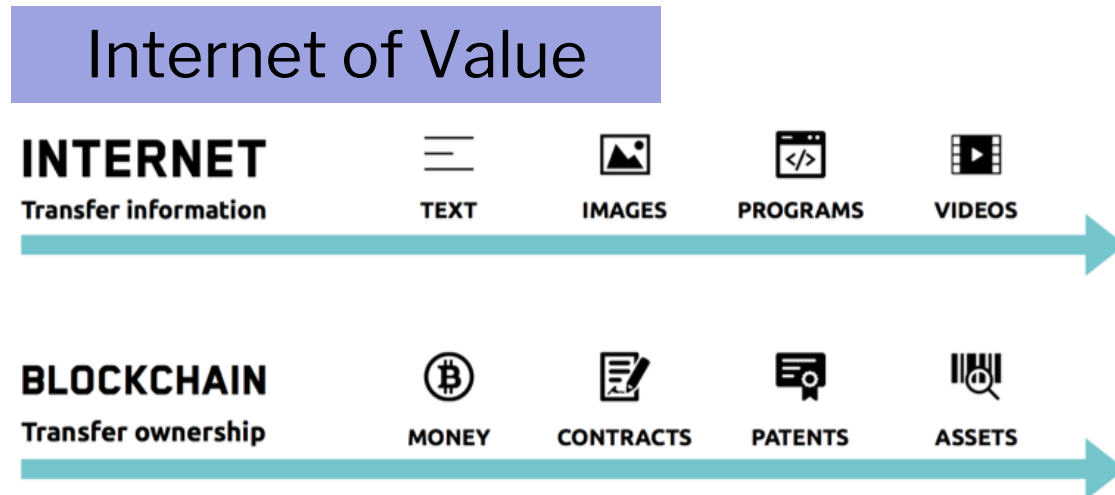 Internet of Value
INTERNET
Transfer information
TEXT IMAGES PROGRAMS VIDEOS
BLOCKCHAIN
Transfer ownership
MONEY CONTRACTS PATENTS ASSETS